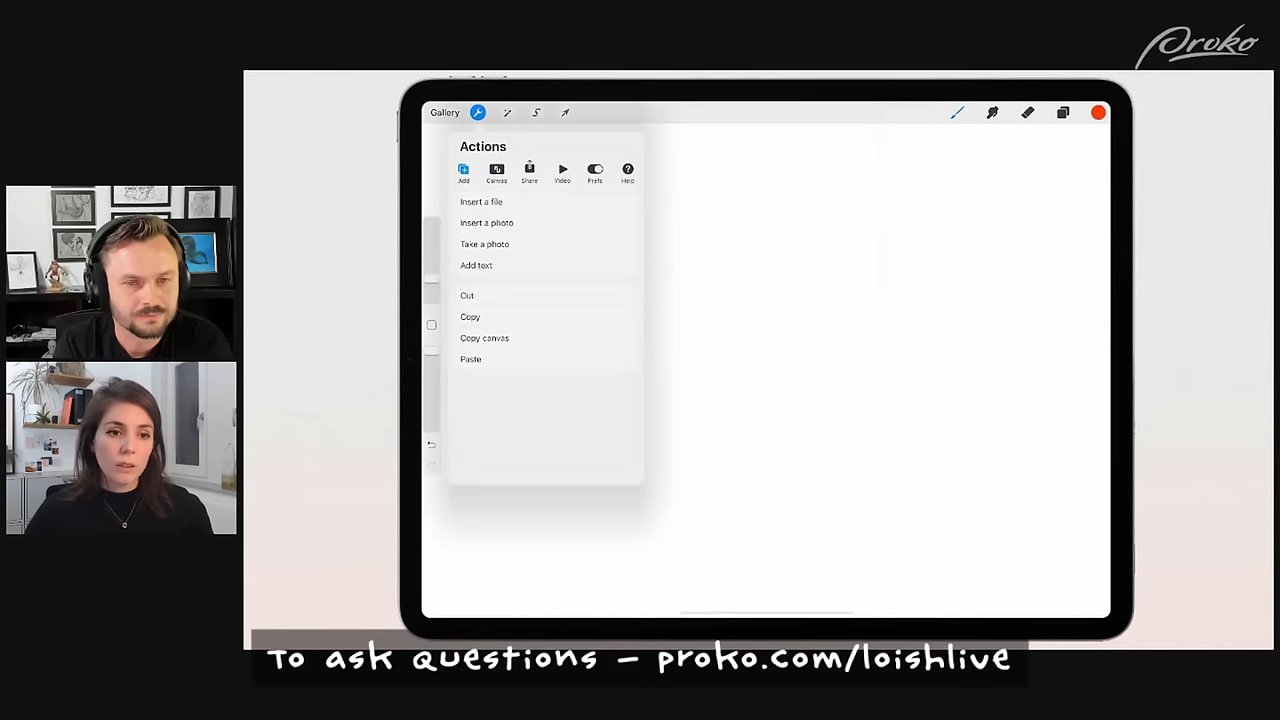 Proko
Gallery
Actions
Add Canvas Share Video Prefs Help
Insert a file
Insert a photo
Take a photo
Add text
Cut
Copy
Copy canvas
Paste
To ask questions - proko.com/loishlive